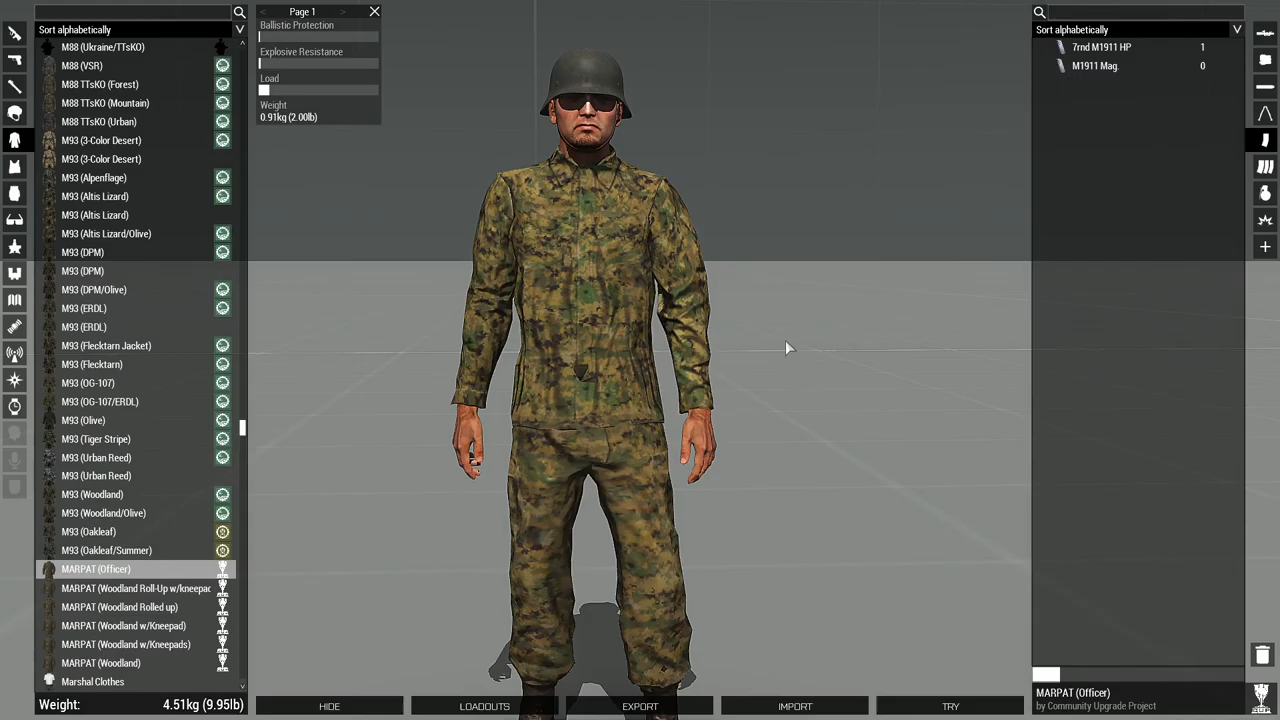 Sort alphabetically
M88 (Ukraine/TTsKO)
M88 (VSR)
M88 TTsKO (Forest)
M88 TTsKO (Mountain)
M88 TTsKO (Urban)
M93 (3-Color Desert)
M93 (3-Color Desert)
M93 (Alpenflage)
M93 (Altis Lizard)
M93 (Altis Lizard)
M93 (Altis Lizard/Olive)
M93 (DPM)
M93 (DPM)
M93 (DPM/Olive)
M93 (ERDL)
M93 (ERDL)
M93 (Flecktarn Jacket)
M93 (Flecktarn)
M93 (OG-107)
M93 (OG-107/ERDL)
M93 (Olive)
M93 (Tiger Stripe)
M93 (Urban Reed)
M93 (Urban Reed)
M93 (Woodland)
M93 (Woodland/Olive)
M93 (Oakleaf)
M93 (Oakleaf/Summer)
MARPAT (Officer)
MARPAT (Woodland Roll-Up w/kneepac
MARPAT (Woodland Rolled up)
MARPAT (Woodland w/Kneepad)
MARPAT (Woodland w/Kneepads)
MARPAT (Woodland)
Marshal Clothes
Weight: 4.51kg (9.95lb)
< Page 1 >
Ballistic Protection
Explosive Resistance
Load
Weight
0.91kg (2.00lb)
HIDE
LOADOUTS
EXPORT
IMPORT
TRY
Sort alphabetically
7rnd M1911 HP 1
M1911 Mag. 0
MARPAT (Officer)
by Community Upgrade Project